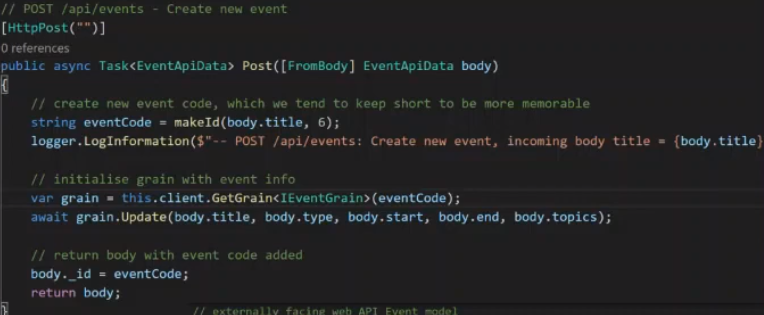 // POST /api/events - Create new event
[HttpPost("")]
0 references
public async Task<EventApiData> Post([FromBody] EventApiData body)
{
// create new event code, which we tend to keep short to be more memorable
string eventCode = makeId(body.title, 6);
logger.LogInformation($"-- POST /api/events: Create new event, incoming body title = {body.title}
// initialise grain with event info
var grain = this.client.GetGrain<IEventGrain>(eventCode);
await grain.Update(body.title, body.type, body.start, body.end, body.topics);
// return body with event code added
body._id = eventCode;
return body;
}
// externally facing web API Event model